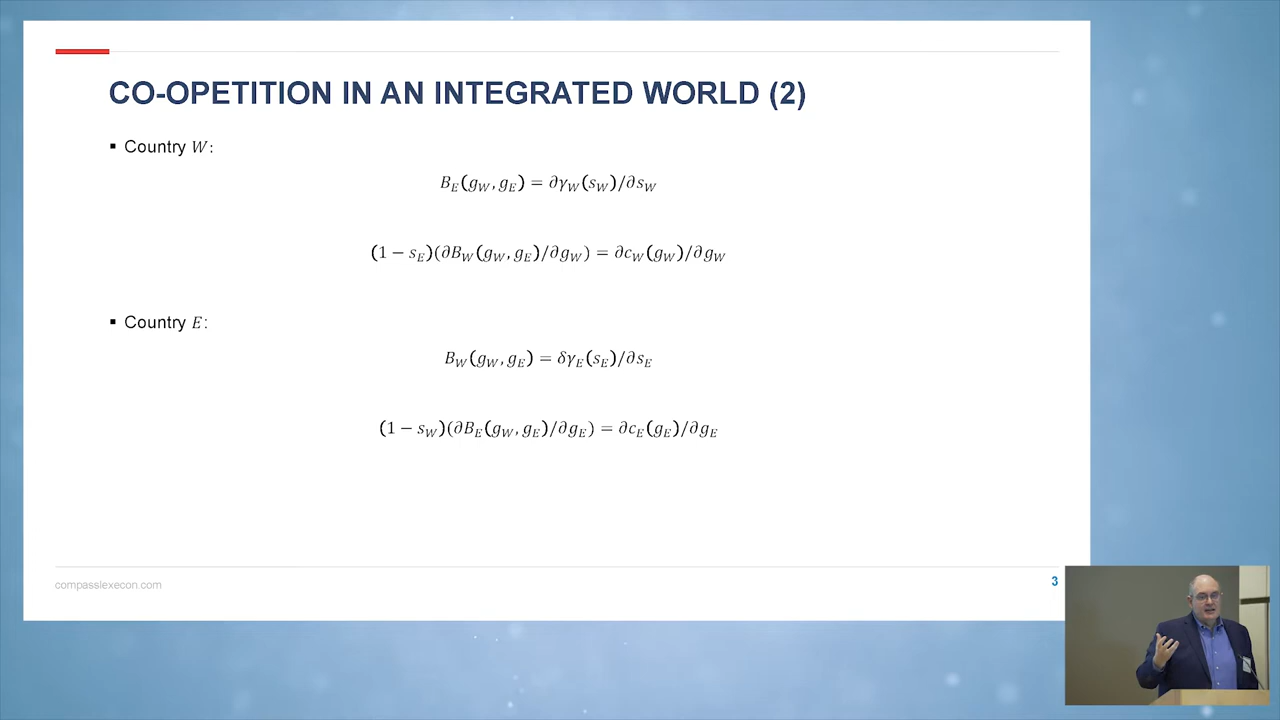 CO-OPETITION IN AN INTEGRATED WORLD (2)
▪ Country W:
B_E(g_W, g_E) = ∂γ_W(s_W)/∂s_W
(1 − s_E)(∂B_W(g_W, g_E)/∂g_W) = ∂c_W(g_W)/∂g_W
▪ Country E:
B_W(g_W, g_E) = δγ_E(s_E)/∂s_E
(1 − s_W)(∂B_E(g_W, g_E)/∂g_E) = ∂c_E(g_E)/∂g_E
compasslexecon.com
3